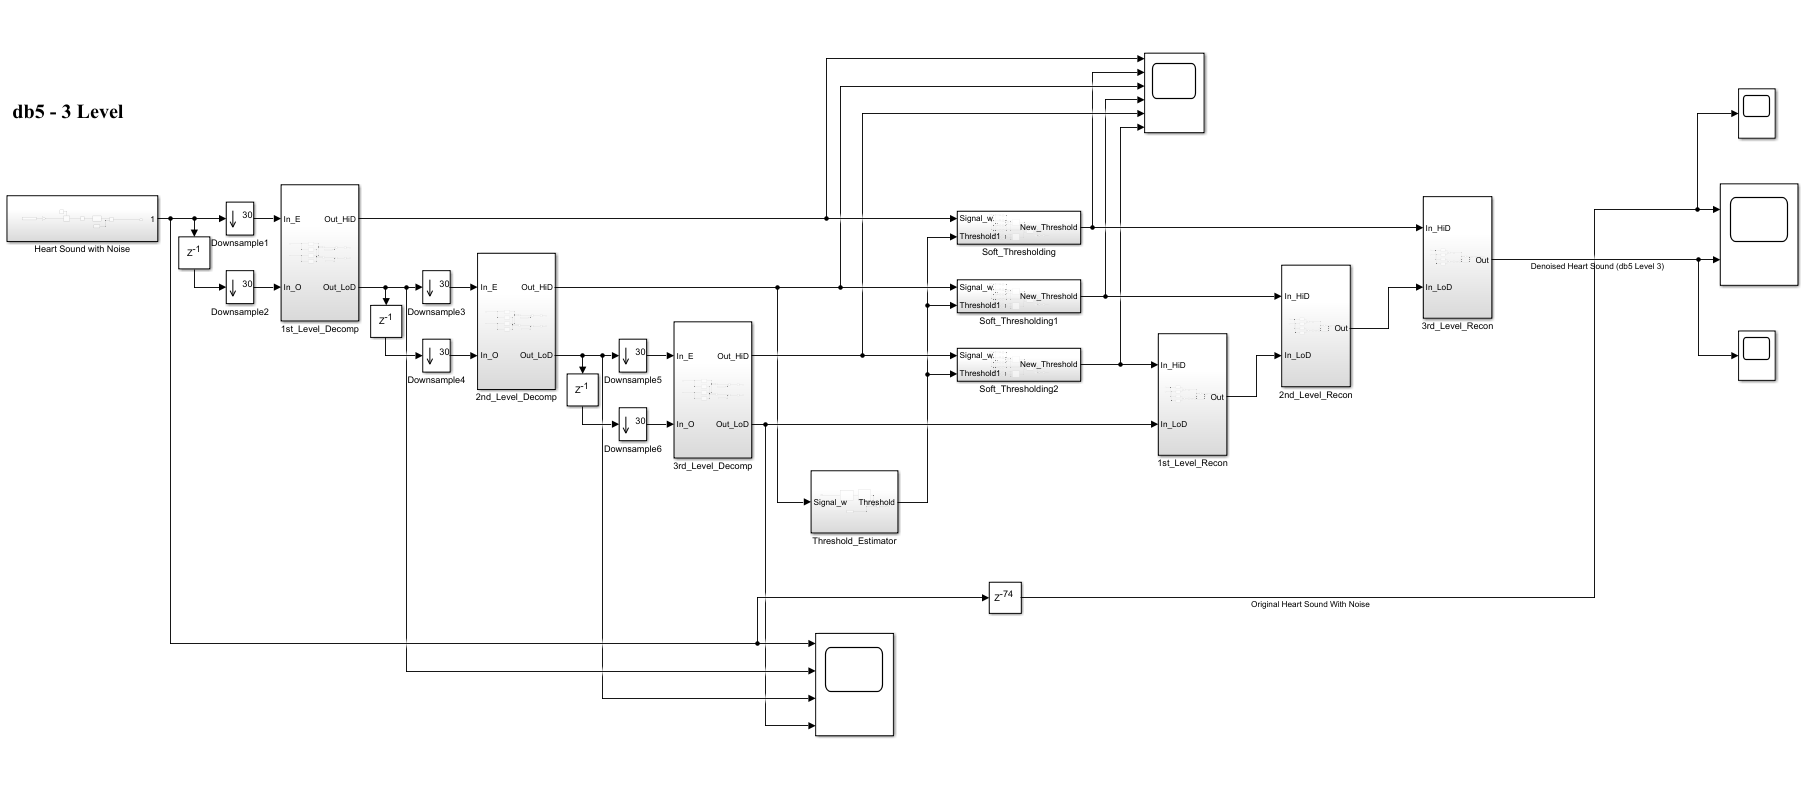 db5 - 3 Level
1
Heart Sound with Noise
z-1
30
Downsample1
30
Downsample2
In_E
Out_HiD
In_O
Out_LoD
1st_Level_Decomp
z-1
30
Downsample3
30
Downsample4
In_E
Out_HiD
In_O
Out_LoD
2nd_Level_Decomp
z-1
30
Downsample5
30
Downsample6
In_E
Out_HiD
In_O
Out_LoD
3rd_Level_Decomp
Signal_w
Threshold
Threshold_Estimator
Signal_w
Threshold1
New_Threshold
Soft_Thresholding
Signal_w
Threshold1
New_Threshold
Soft_Thresholding1
Signal_w
Threshold1
New_Threshold
Soft_Thresholding2
In_HiD
In_LoD
Out
1st_Level_Recon
In_HiD
In_LoD
Out
2nd_Level_Recon
In_HiD
In_LoD
Out
3rd_Level_Recon
Denoised Heart Sound (db5 Level 3)
z-74
Original Heart Sound With Noise